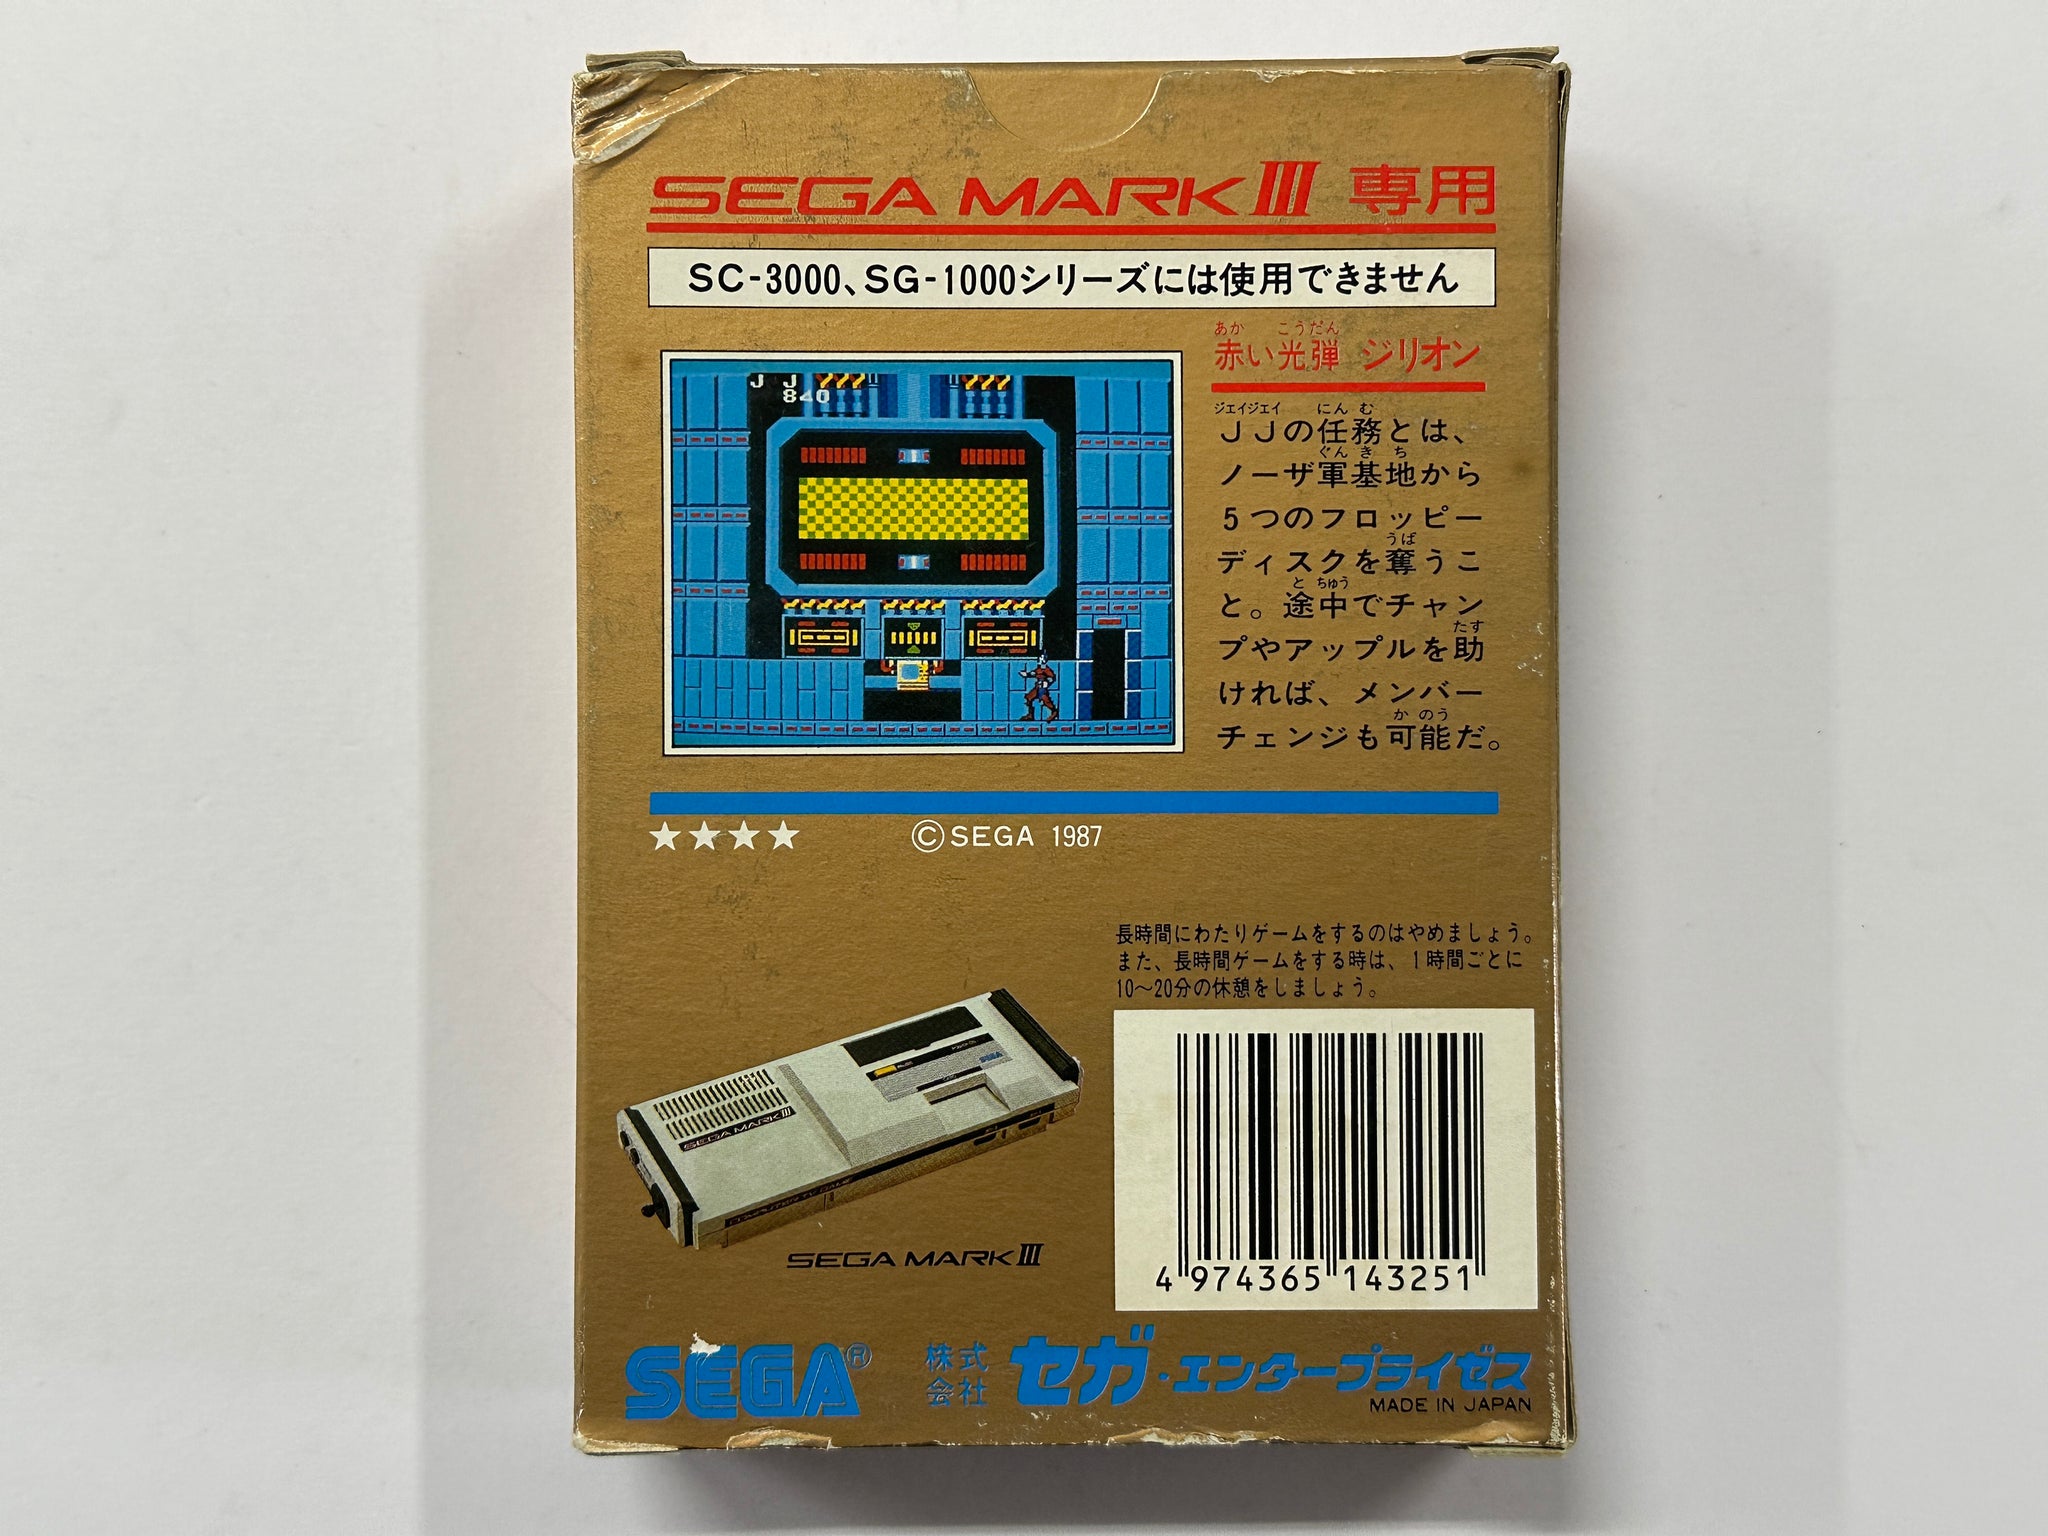 SEGA MARK III 専用
SC-3000、SG-1000シリーズには使用できません
J J
840
あか こうだん
赤い光弾 ジリオン
ジェイジェイ にん む
JJの任務とは、
ぐん き ち
ノーザ軍基地から
5つのフロッピー
うば
ディスクを奪うこ
と ちゅう
と。途中でチャン
たす
プやアップルを助
ければ、メンバー
か のう
チェンジも可能だ。
★★★★
©SEGA 1987
長時間にわたりゲームをするのはやめましょう。
また、長時間ゲームをする時は、1時間ごとに
10〜20分の休憩をしましょう。
SEGA
SEGA MARK III
SEGA MARK III
4 974365 143251
SEGA® 株式会社 セガ・エンタープライゼス
MADE IN JAPAN